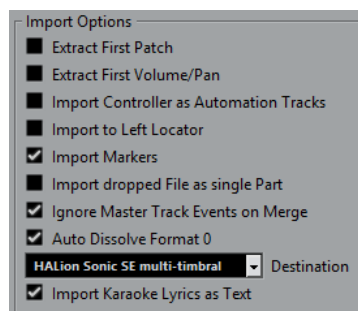 Import Options
Extract First Patch
Extract First Volume/Pan
Import Controller as Automation Tracks
Import to Left Locator
Import Markers
Import dropped File as single Part
Ignore Master Track Events on Merge
Auto Dissolve Format 0
HALion Sonic SE multi-timbral Destination
Import Karaoke Lyrics as Text